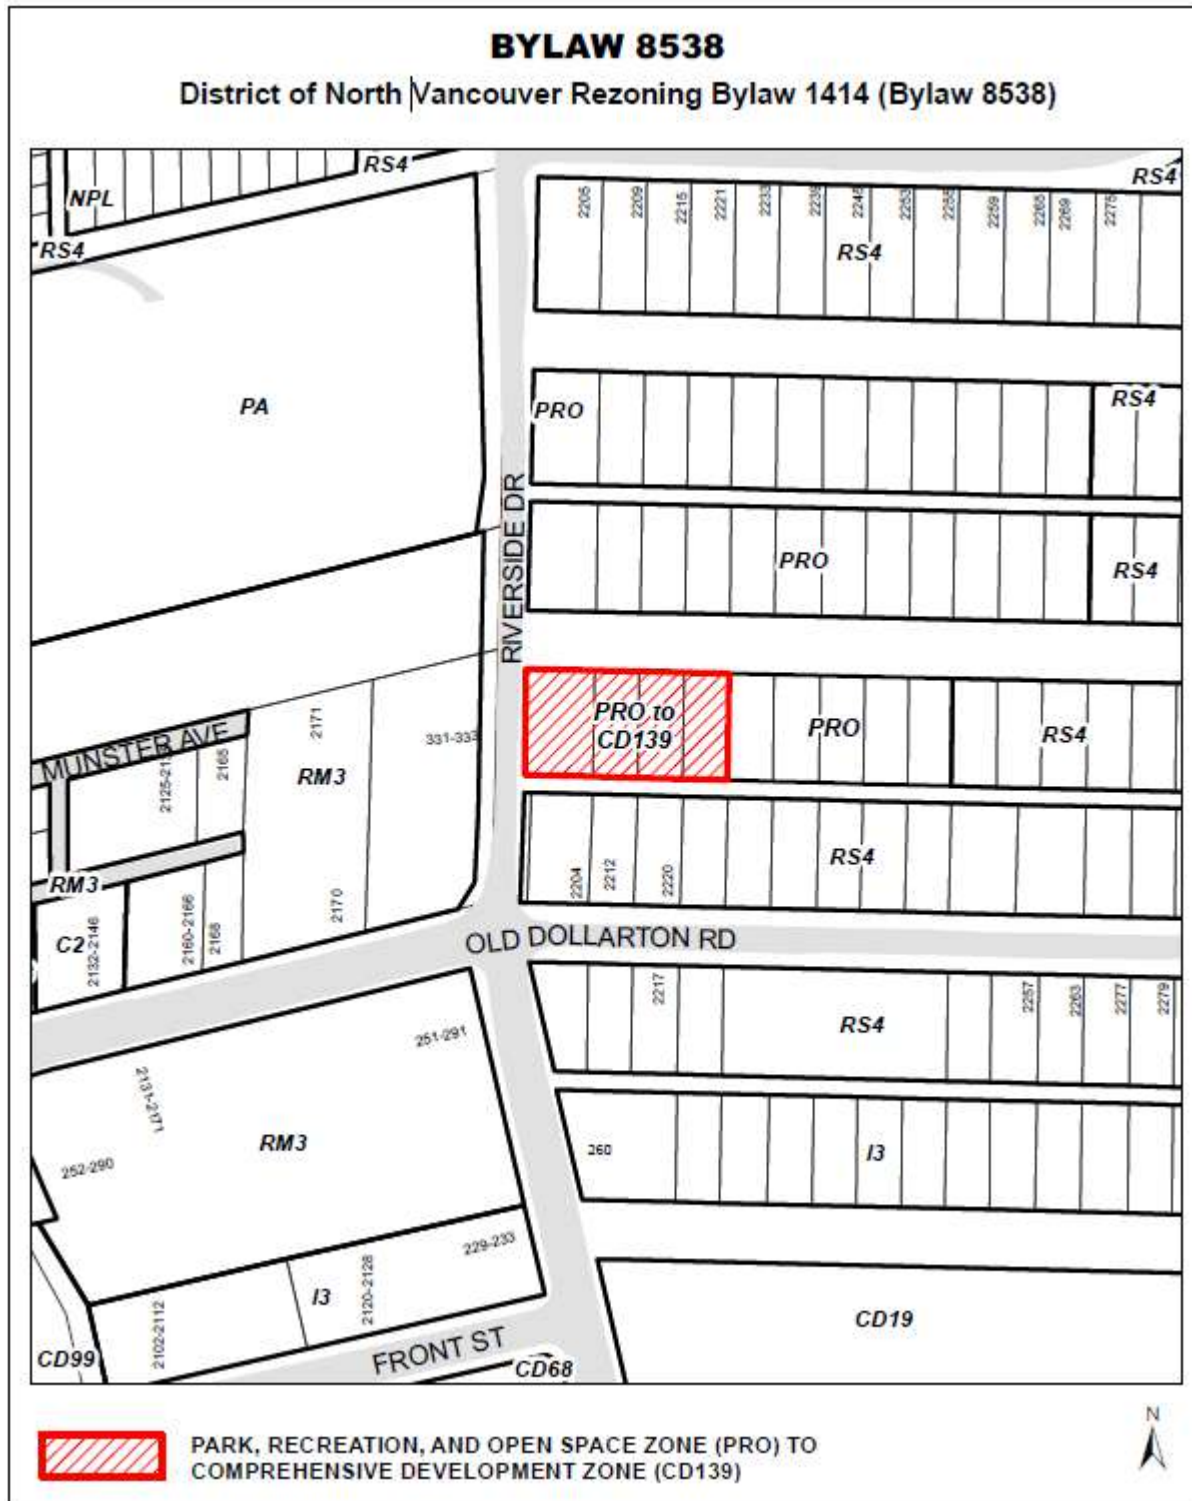 BYLAW 8538
District of North Vancouver Rezoning Bylaw 1414 (Bylaw 8538)
RS4
RS4
NPL
RS4
2205
2209
2215
2221
2233
2239
2245
2253
2255
2259
2265
2269
2275
RS4
PA
PRO
RS4
RIVERSIDE DR
PRO
RS4
PRO to
CD139
PRO
RS4
MUNSTER AVE
2171
331-333
2165
RM3
RS4
2204
2212
2220
RM3
2170
2160-2166
2168
C2
2132-2146
OLD DOLLARTON RD
2217
2257
2263
2277
2279
RS4
251-291
2131-2171
RM3
252-290
260
I3
229-233
I3
2120-2128
2102-2112
CD19
CD99
FRONT ST
CD68
N
PARK, RECREATION, AND OPEN SPACE ZONE (PRO) TO
COMPREHENSIVE DEVELOPMENT ZONE (CD139)